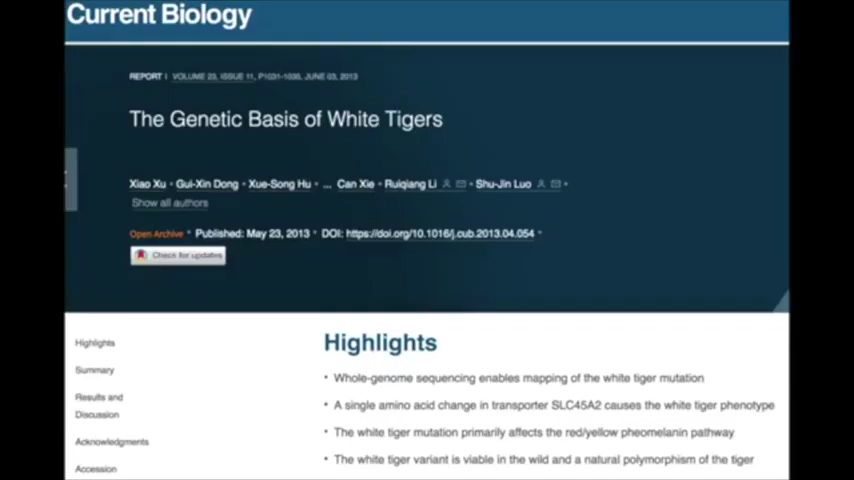 Current Biology
REPORT | VOLUME 23, ISSUE 11, P1031-1035, JUNE 03, 2013
The Genetic Basis of White Tigers
Xiao Xu • Gui-Xin Dong • Xue-Song Hu • ... Can Xie • Ruiqiang Li • Shu-Jin Luo •
Show all authors
Open Archive • Published: May 23, 2013 • DOI: https://doi.org/10.1016/j.cub.2013.04.054 •
Check for updates
Highlights
Summary
Results and
Discussion
Acknowledgments
Accession
Highlights
• Whole-genome sequencing enables mapping of the white tiger mutation
• A single amino acid change in transporter SLC45A2 causes the white tiger phenotype
• The white tiger mutation primarily affects the red/yellow pheomelanin pathway
• The white tiger variant is viable in the wild and a natural polymorphism of the tiger